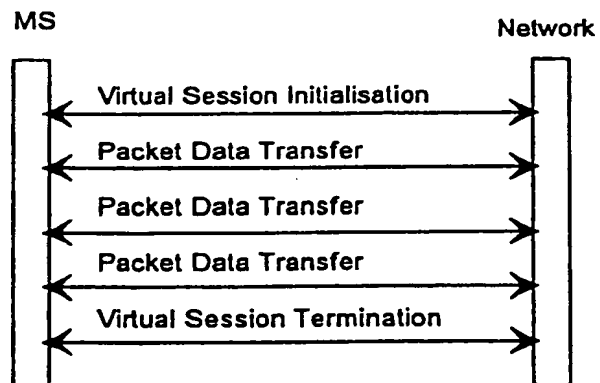 MS
Network
Virtual Session Initialisation
Packet Data Transfer
Packet Data Transfer
Packet Data Transfer
Virtual Session Termination